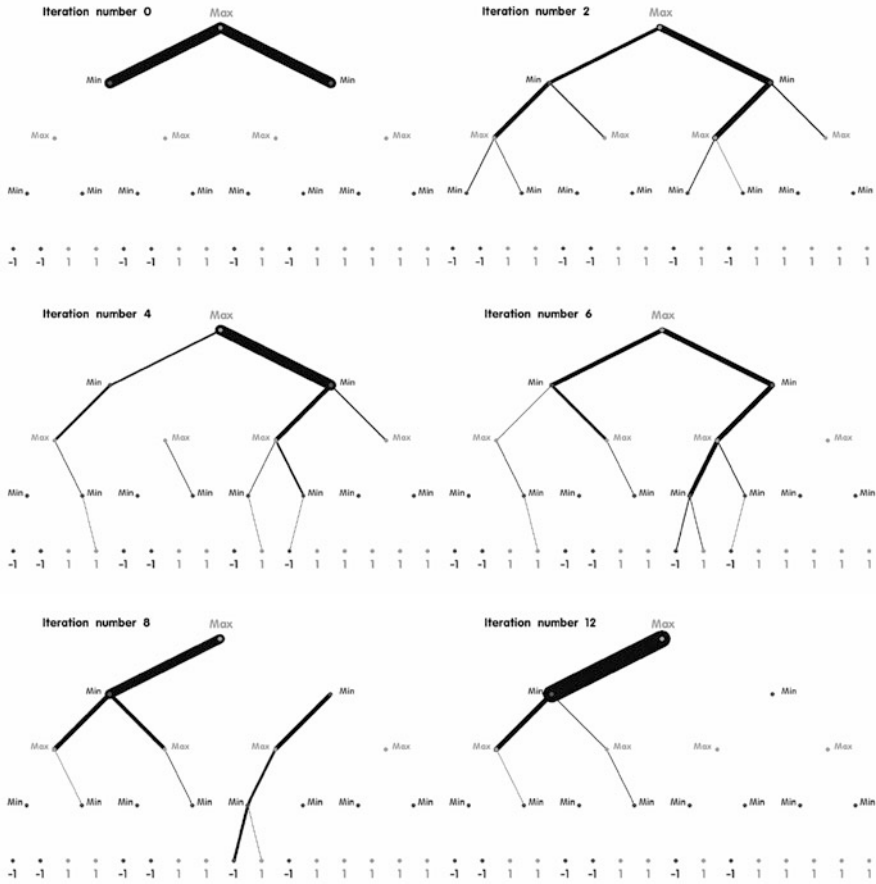 Iteration number 0
Max
Min Min
Max Max Max Max
Min Min Min Min Min Min Min Min
-1 -1 1 1 -1 -1 1 1 -1 1 -1 1 1 1 1 1
Iteration number 2
Max
Min Min
Max Max Max Max
Min Min Min Min Min Min Min Min
-1 -1 1 1 -1 -1 1 1 -1 1 -1 1 1 1 1 1
Iteration number 4
Max
Min Min
Max Max Max Max
Min Min Min Min Min Min Min Min
-1 -1 1 1 -1 -1 1 1 -1 1 -1 1 1 1 1 1
Iteration number 6
Max
Min Min
Max Max Max Max
Min Min Min Min Min Min Min Min
-1 -1 1 1 -1 -1 1 1 -1 1 -1 1 1 1 1 1
Iteration number 8
Max
Min Min
Max Max Max Max
Min Min Min Min Min Min Min Min
-1 -1 1 1 -1 -1 1 1 -1 1 -1 1 1 1 1 1
Iteration number 12
Max
Min Min
Max Max Max Max
Min Min Min Min Min Min Min Min
-1 -1 1 1 -1 -1 1 1 -1 1 -1 1 1 1 1 1